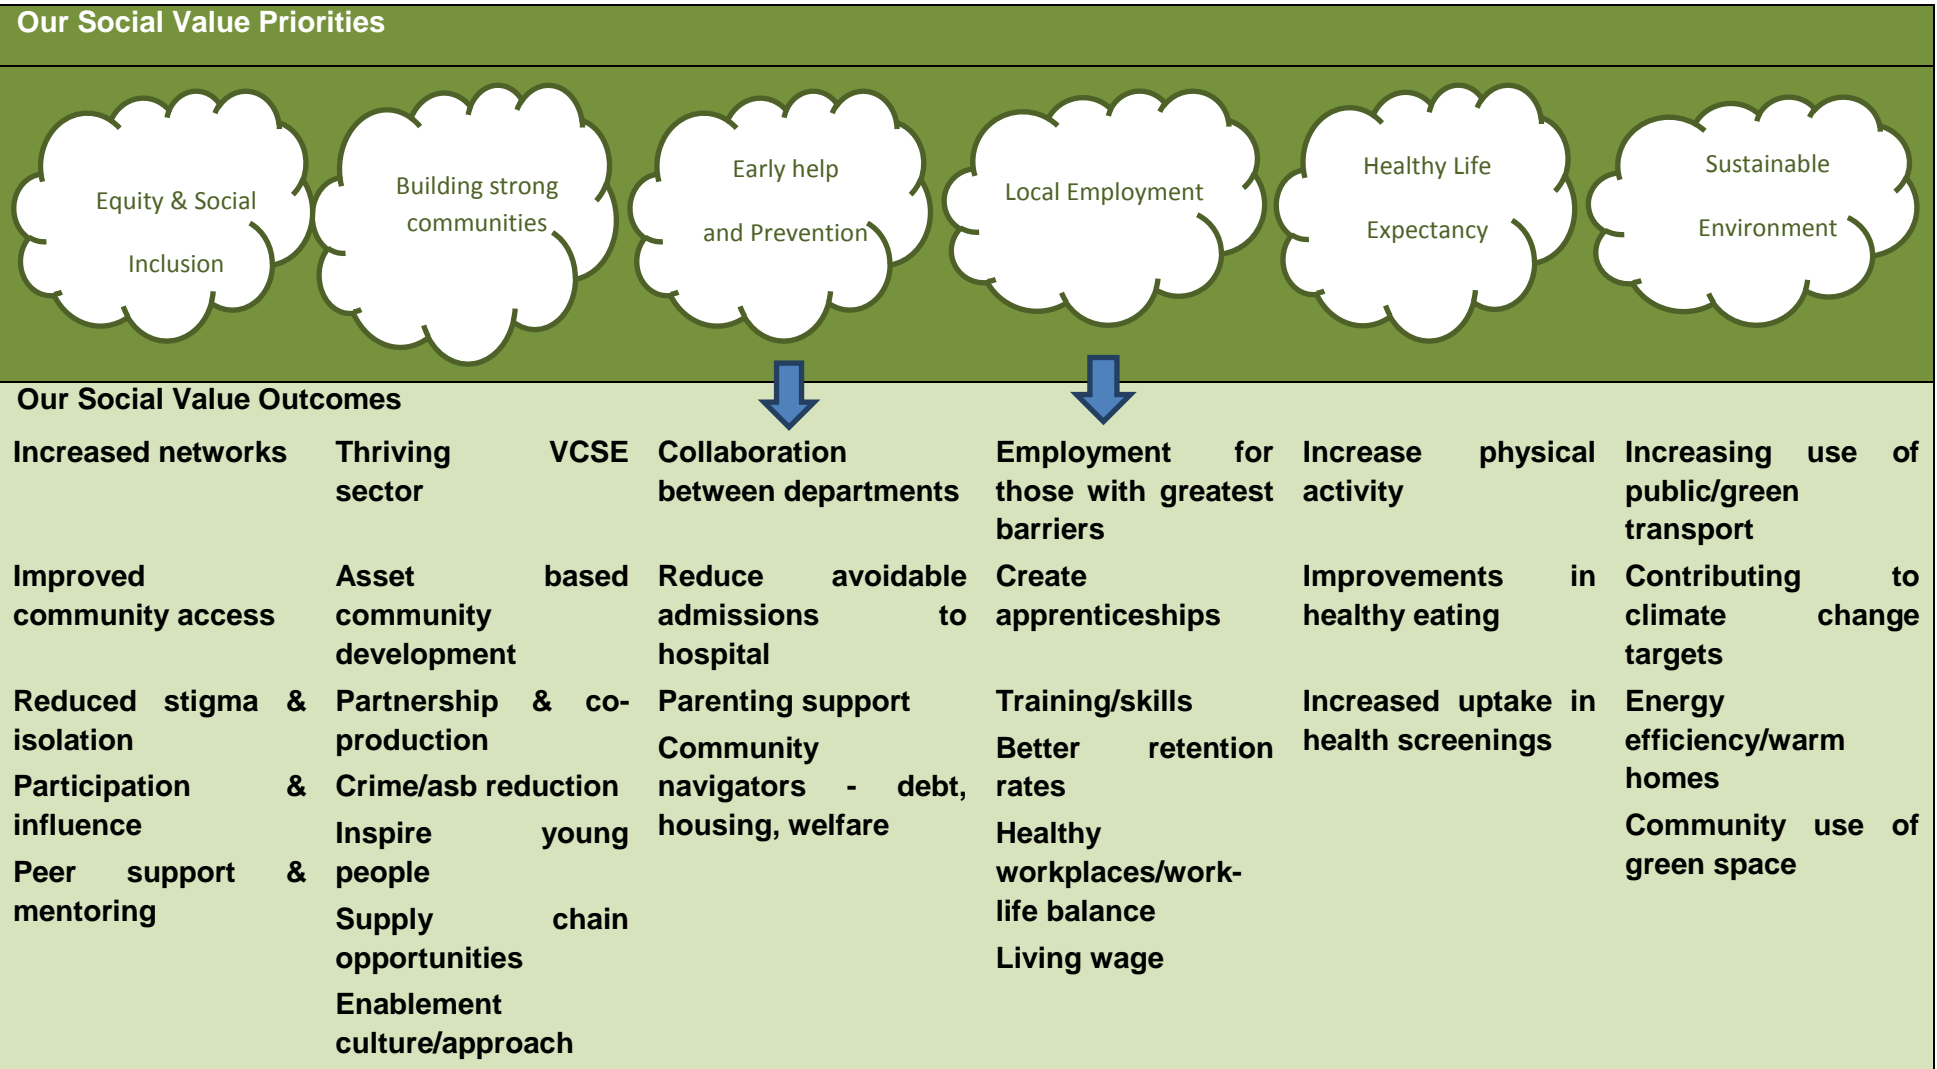 Our Social Value Priorities
Equity & Social
Inclusion
Building strong
communities
Early help
and Prevention
Local Employment
Healthy Life
Expectancy
Sustainable
Environment
Our Social Value Outcomes
Increased networks
Improved
community access
Reduced stigma &
isolation
Participation &
influence
Peer support &
mentoring
Thriving VCSE
sector
Asset based
community
development
Partnership & co-
production
Crime/asb reduction
Inspire young
people
Supply chain
opportunities
Enablement
culture/approach
Collaboration
between departments
Reduce avoidable
admissions to
hospital
Parenting support
Community
navigators - debt,
housing, welfare
Employment for
those with greatest
barriers
Create
apprenticeships
Training/skills
Better retention
rates
Healthy
workplaces/work-
life balance
Living wage
Increase physical
activity
Improvements in
healthy eating
Increased uptake in
health screenings
Increasing use of
public/green
transport
Contributing to
climate change
targets
Energy
efficiency/warm
homes
Community use of
green space